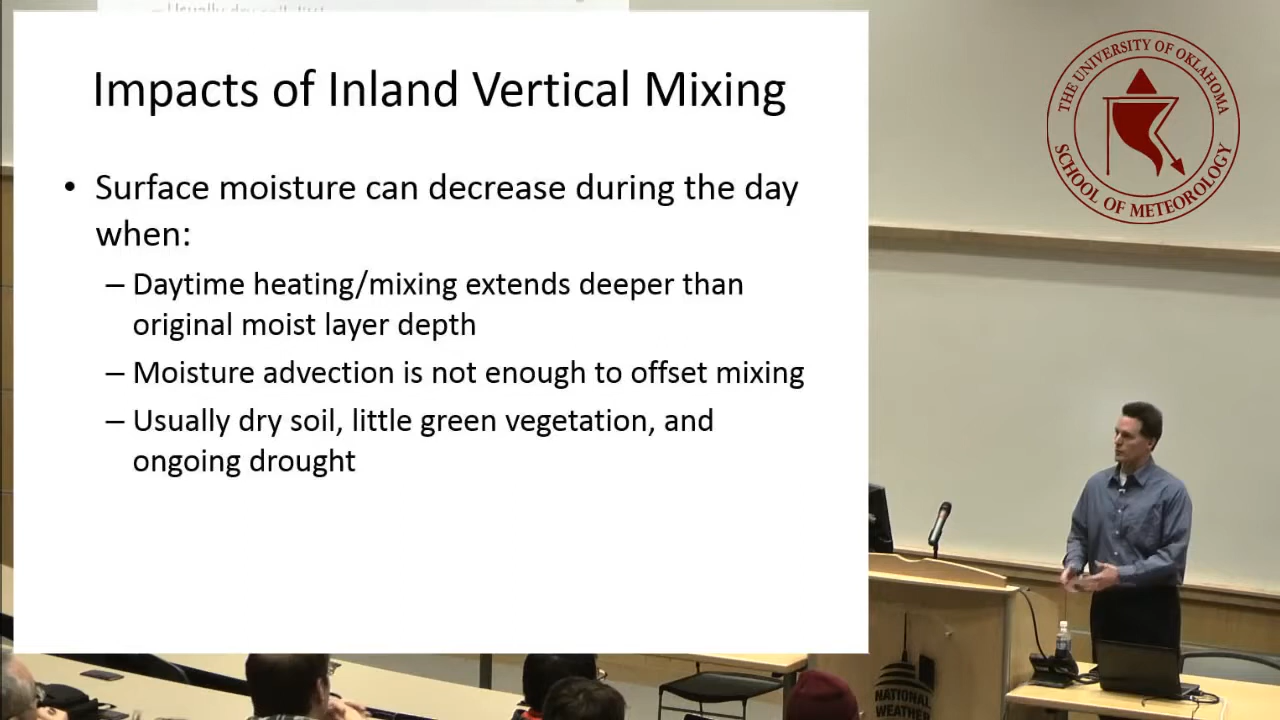 Impacts of Inland Vertical Mixing
• Surface moisture can decrease during the day
when:
– Daytime heating/mixing extends deeper than
original moist layer depth
– Moisture advection is not enough to offset mixing
– Usually dry soil, little green vegetation, and
ongoing drought
THE UNIVERSITY OF OKLAHOMA
SCHOOL OF METEOROLOGY
NATIONAL
WEATHER